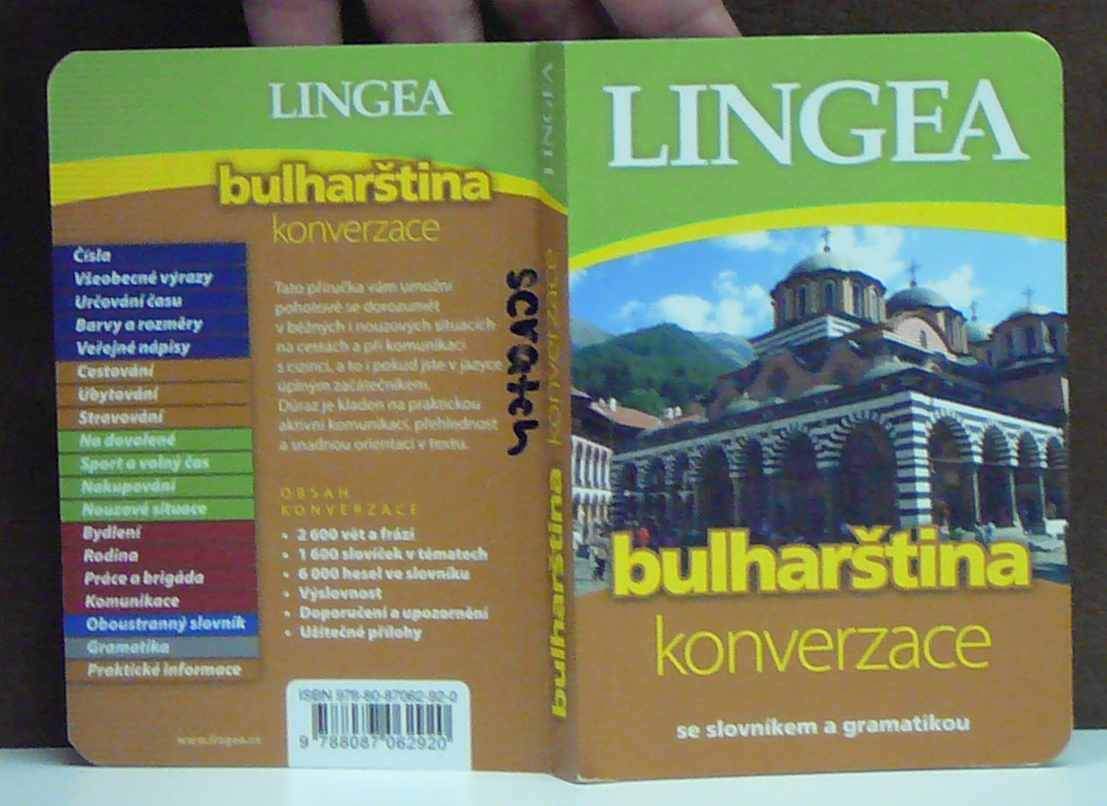 LINGEA
bulharština
konverzace
Čísla
Všeobecné výrazy
Určování času
Barvy a rozměry
Veřejné nápisy
Cestování
Ubytování
Stravování
Na dovolené
Sport a volný čas
Nakupování
Nouzové situace
Bydlení
Rodina
Práce a brigáda
Komunikace
Oboustranný slovník
Gramatika
Praktické informace
Tato příručka vám umožní
pohotově se dorozumět
v běžných i nouzových situacích
na cestách a při komunikaci
s cizinci, a to i pokud jste v jazyce
úplným začátečníkem.
Důraz je kladen na praktickou
aktivní komunikaci, přehlednost
a snadnou orientaci v textu.
OBSAH
KONVERZACE
• 2 600 vět a frází
• 1 600 slovíček v tématech
• 6 000 hesel ve slovníku
• Výslovnost
• Doporučení a upozornění
• Užitečné přílohy
www.lingea.cz
ISBN 978-80-87062-92-0
9 788087 062920
scratch
bulharština konverzace LINGEA
LINGEA
bulharština
konverzace
se slovníkem a gramatikou